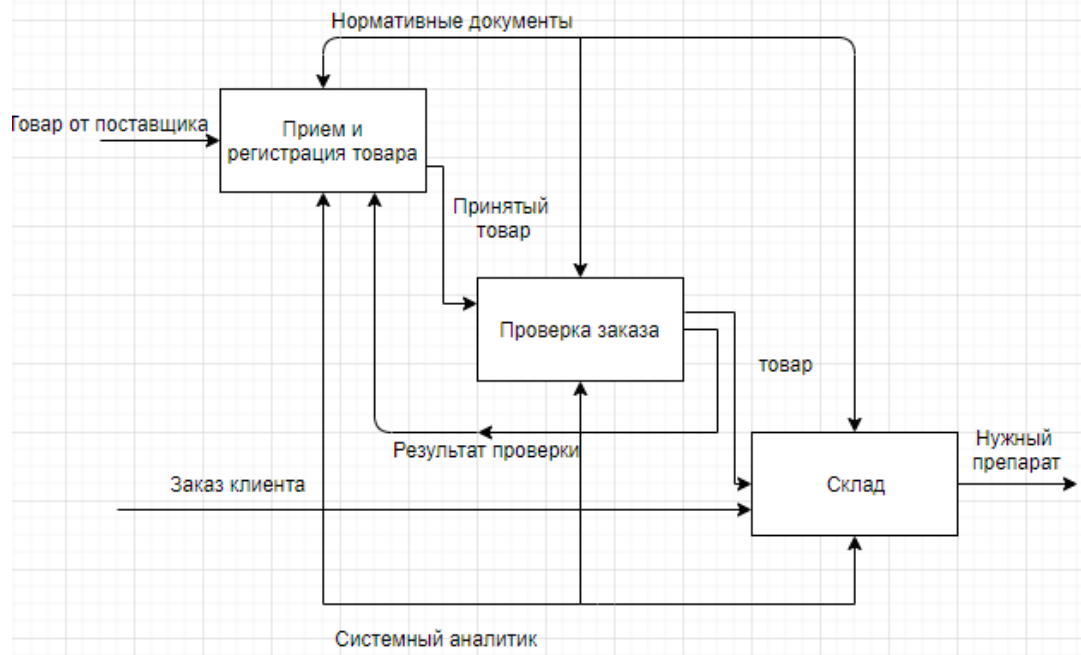 Нормативные документы
Товар от поставщика
Прием и
регистрация товара
Принятый
товар
Проверка заказа
товар
Результат проверки
Нужный
препарат
Заказ клиента
Склад
Системный аналитик